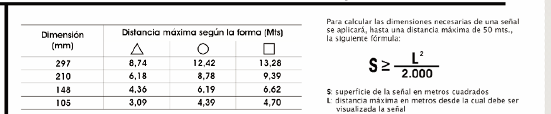 Dimensión
(mm)
Distancia máxima según la forma (Mts)
297 8,74 12,42 13,28
210 6,18 8,78 9,39
148 4,36 6,19 6,62
105 3,09 4,39 4,70
Para calcular las dimensiones necesarias de una señal
se aplicará, hasta una distancia máxima de 50 mts.,
la siguiente fórmula:
S ≥ L²
2.000
S: superficie de la señal en metros cuadrados
L: distancia máxima en metros desde la cual debe ser
visualizada la señal